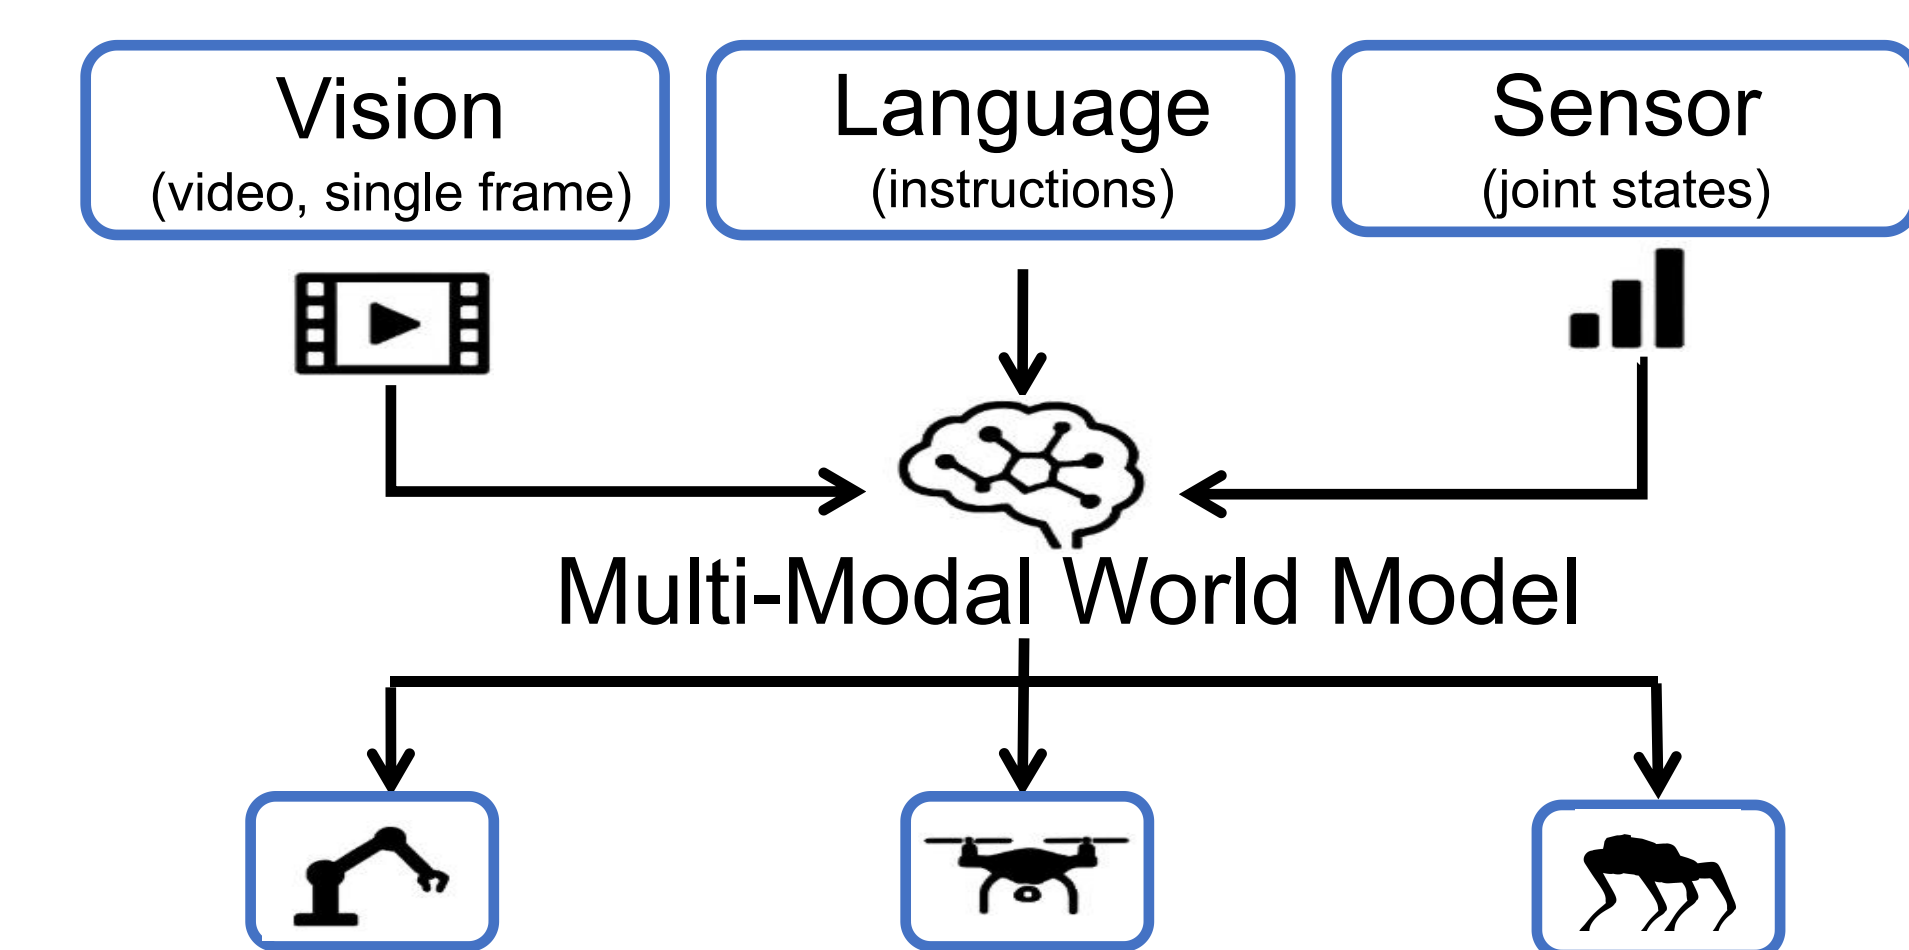 Vision
(video, single frame)
Language
(instructions)
Sensor
(joint states)
Multi-Modal World Model